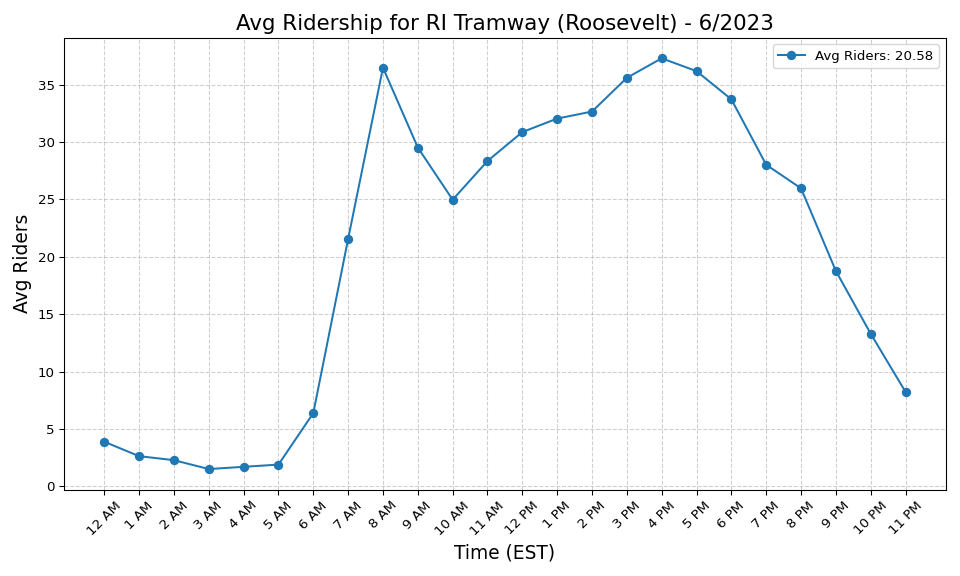 Avg Ridership for RI Tramway (Roosevelt) - 6/2023
Avg Riders: 20.58
Avg Riders
35
30
25
20
15
10
5
0
12 AM 1 AM 2 AM 3 AM 4 AM 5 AM 6 AM 7 AM 8 AM 9 AM 10 AM 11 AM 12 PM 1 PM 2 PM 3 PM 4 PM 5 PM 6 PM 7 PM 8 PM 9 PM 10 PM 11 PM
Time (EST)